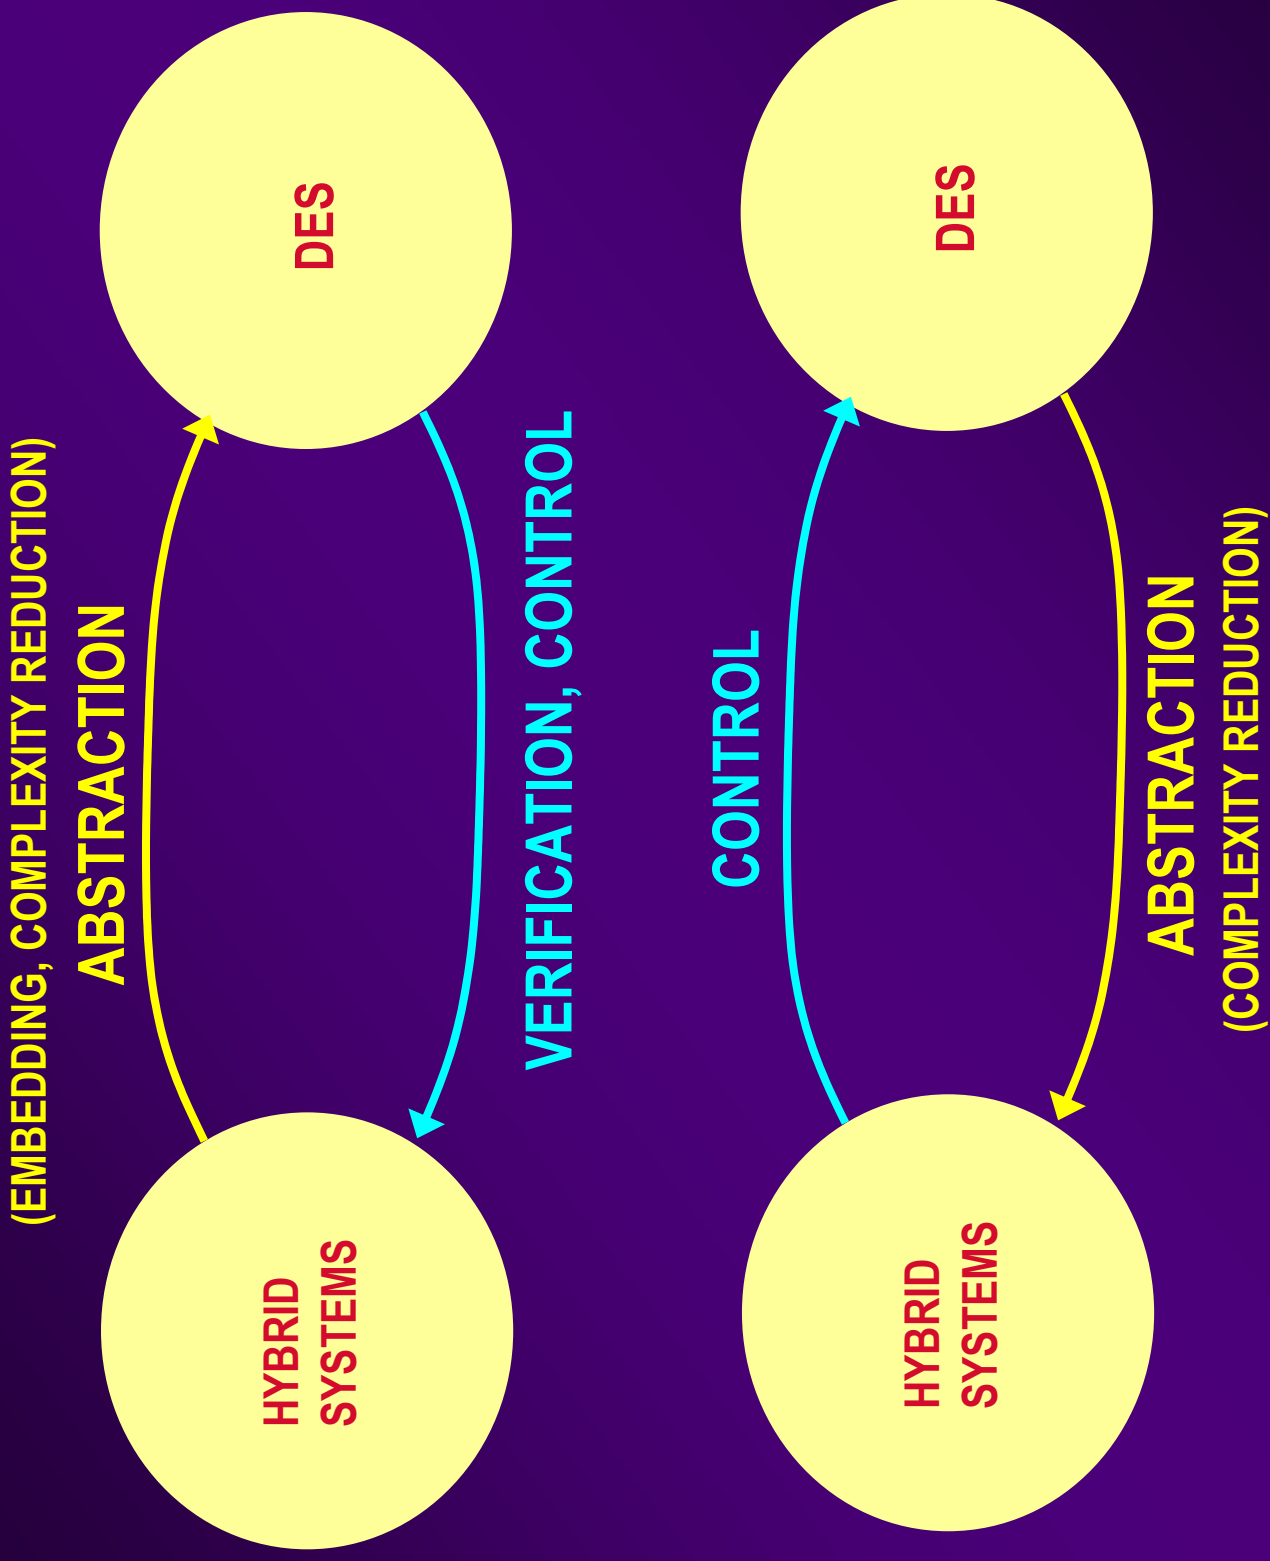 (EMBEDDING, COMPLEXITY REDUCTION)
ABSTRACTION
HYBRID
SYSTEMS
DES
VERIFICATION, CONTROL
CONTROL
HYBRID
SYSTEMS
DES
ABSTRACTION
(COMPLEXITY REDUCTION)